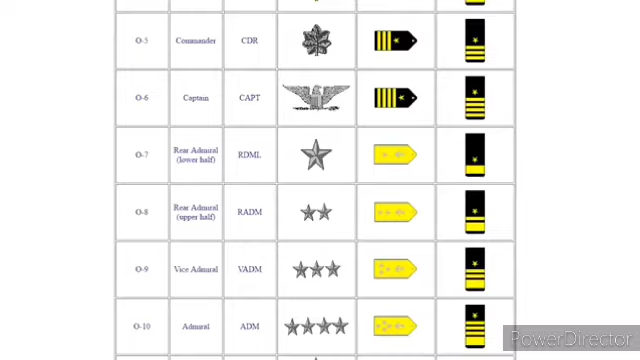 O-5 Commander CDR
O-6 Captain CAPT
O-7 Rear Admiral (lower half) RDML
O-8 Rear Admiral (upper half) RADM
O-9 Vice Admiral VADM
O-10 Admiral ADM
PowerDirector